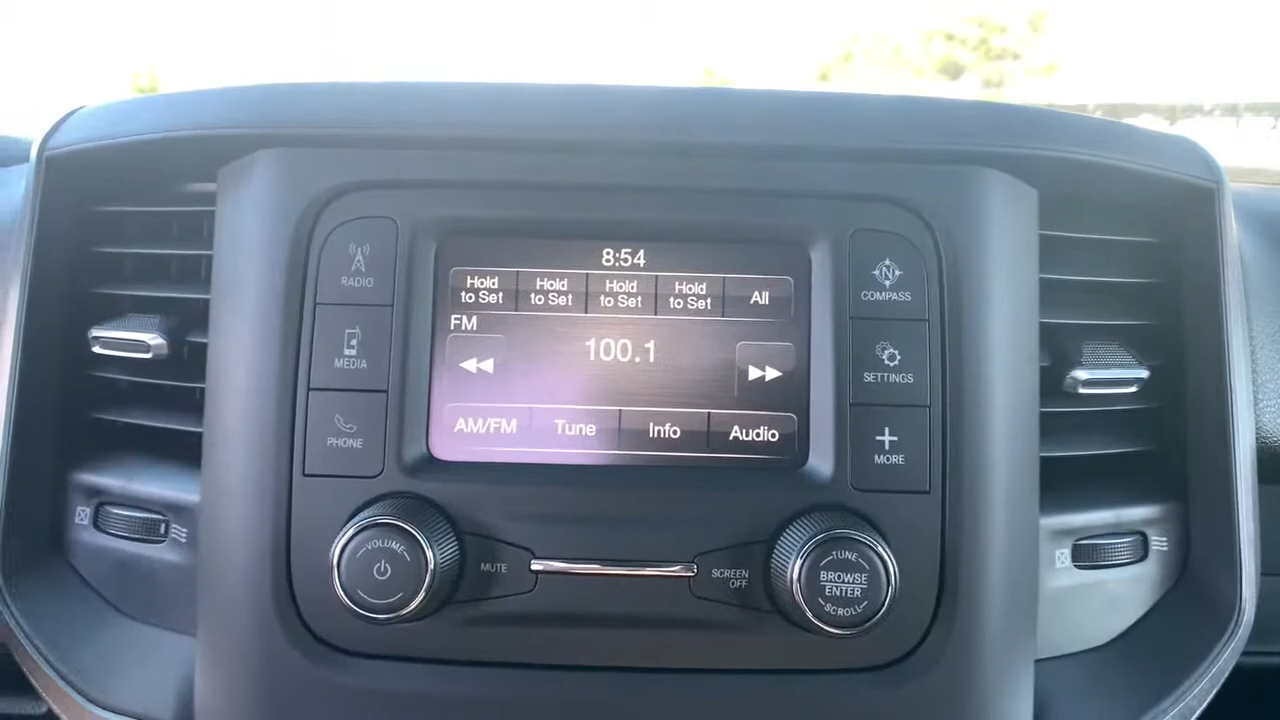 8:54
Hold to Set
Hold to Set
Hold to Set
Hold to Set
All
FM
100.1
AM/FM
Tune
Info
Audio
RADIO
MEDIA
PHONE
N
COMPASS
SETTINGS
MORE
VOLUME
MUTE
SCREEN
OFF
TUNE
BROWSE
ENTER
SCROLL